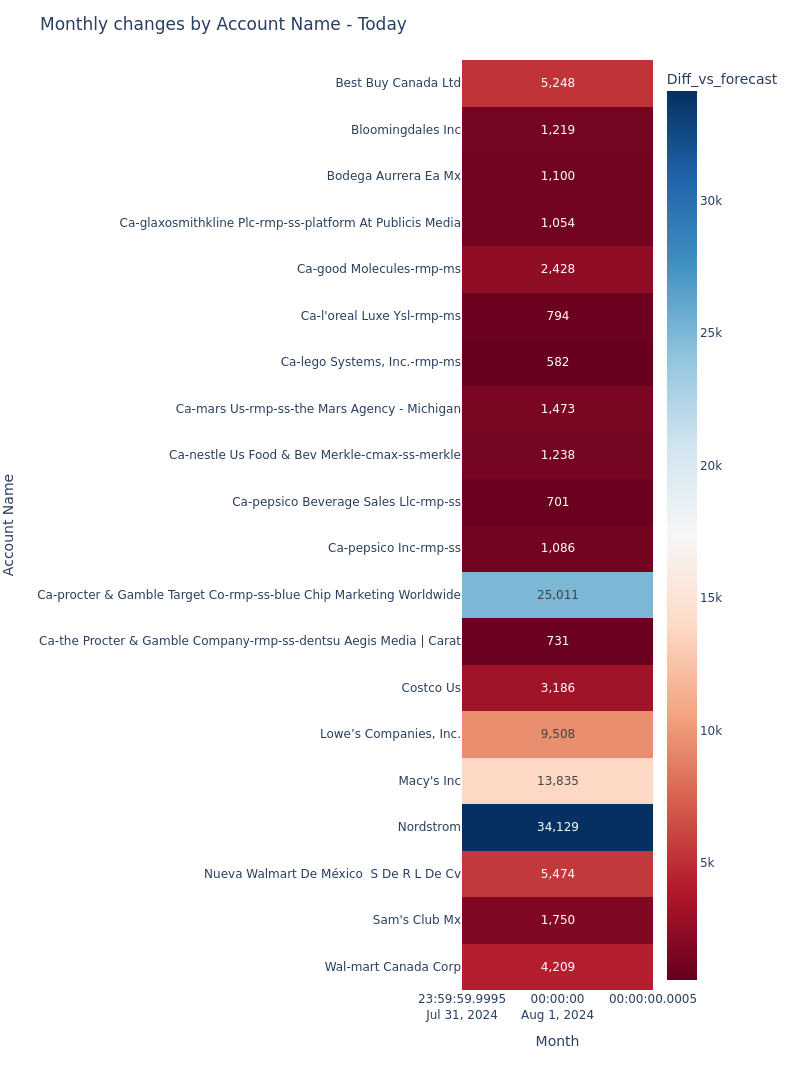 Monthly changes by Account Name - Today
Diff_vs_forecast
Best Buy Canada Ltd 5,248
Bloomingdales Inc 1,219
Bodega Aurrera Ea Mx 1,100
Ca-glaxosmithkline Plc-rmp-ss-platform At Publicis Media 1,054
Ca-good Molecules-rmp-ms 2,428
Ca-l'oreal Luxe Ysl-rmp-ms 794
Ca-lego Systems, Inc.-rmp-ms 582
Ca-mars Us-rmp-ss-the Mars Agency - Michigan 1,473
Ca-nestle Us Food & Bev Merkle-cmax-ss-merkle 1,238
Ca-pepsico Beverage Sales Llc-rmp-ss 701
Ca-pepsico Inc-rmp-ss 1,086
Ca-procter & Gamble Target Co-rmp-ss-blue Chip Marketing Worldwide 25,011
Ca-the Procter & Gamble Company-rmp-ss-dentsu Aegis Media | Carat 731
Costco Us 3,186
Lowe’s Companies, Inc. 9,508
Macy's Inc 13,835
Nordstrom 34,129
Nueva Walmart De México  S De R L De Cv 5,474
Sam's Club Mx 1,750
Wal-mart Canada Corp 4,209
30k
25k
20k
15k
10k
5k
Account Name
23:59:59.9995 00:00:00 00:00:00.0005
Jul 31, 2024 Aug 1, 2024
Month